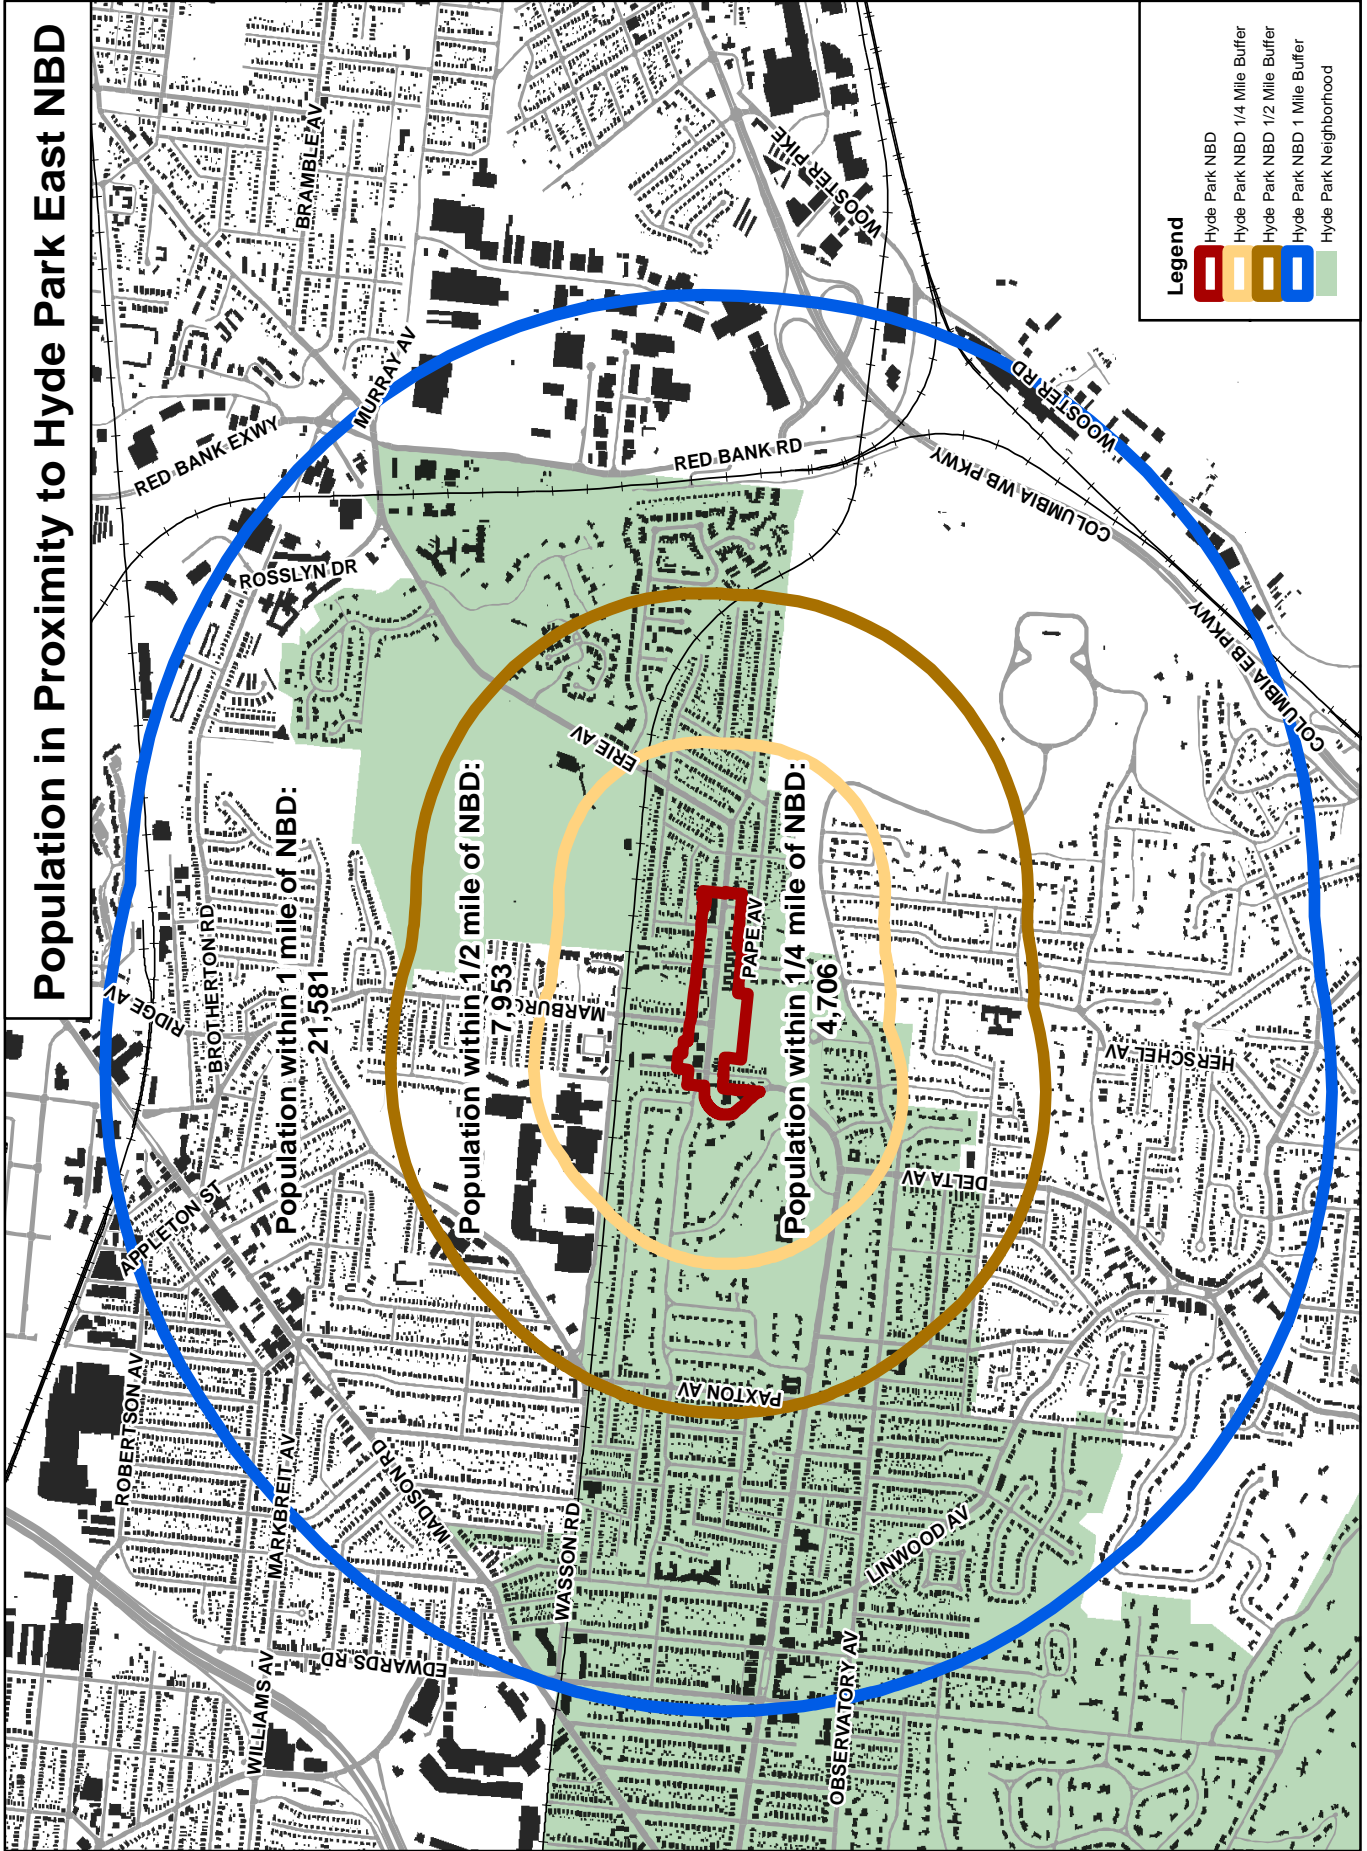 Population in Proximity to Hyde Park East NBD
Legend
Hyde Park NBD
Hyde Park NBD 1/4 Mile Buffer
Hyde Park NBD 1/2 Mile Buffer
Hyde Park NBD 1 Mile Buffer
Hyde Park Neighborhood
Population within 1 mile of NBD:
21,581
Population within 1/2 mile of NBD:
7,953
Population within 1/4 mile of NBD:
4,706
BRAMBLE AV
MURRAY AV
RED BANK EXWY
ROSSLYN DR
RED BANK RD
WOOSTER PIKE
WOOSTER RD
COLUMBIA WB PKWY
COLUMBIA EB PKWY
ERIE AV
PAPE AV
RIDGE AV
BROTHERTON RD
APPLETON ST
HERSCHEL AV
DELTA AV
PAXTON AV
ROBERTSON AV
MARKBREIT AV
MADISON RD
WASSON RD
LINWOOD AV
OBSERVATORY AV
EDWARDS RD
WILLIAMS AV